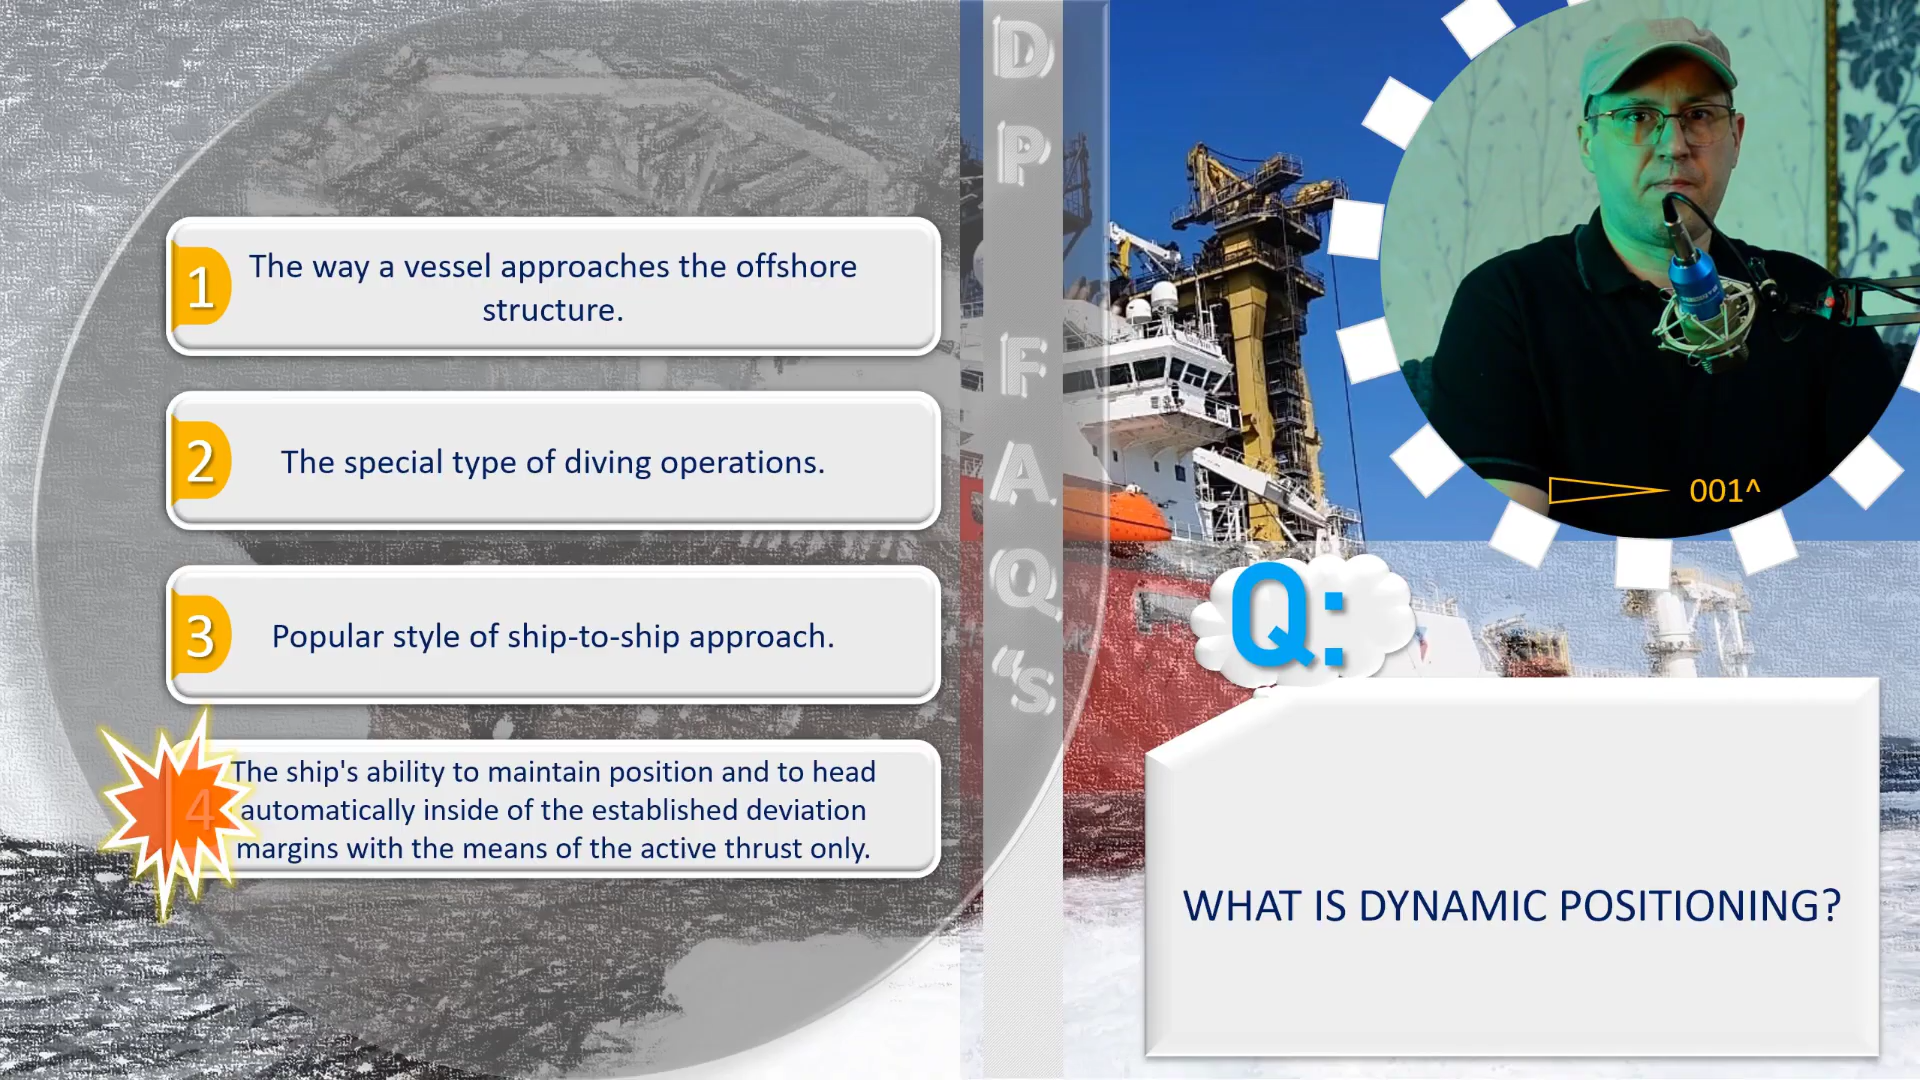 1
The way a vessel approaches the offshore
structure.
2
The special type of diving operations.
3
Popular style of ship-to-ship approach.
4
The ship's ability to maintain position and to head
automatically inside of the established deviation
margins with the means of the active thrust only.
DP FAQ"S
001^
Q:
WHAT IS DYNAMIC POSITIONING?